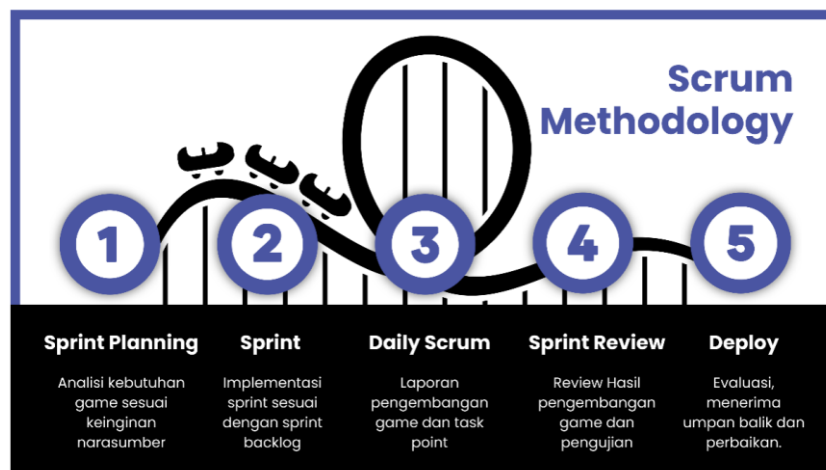 Scrum
Methodology
1
2
3
4
5
Sprint Planning
Analisi kebutuhan
game sesuai
keinginan
narasumber
Sprint
Implementasi
sprint sesuai
dengan sprint
backlog
Daily Scrum
Laporan
pengembangan
game dan task
point
Sprint Review
Review Hasil
pengembangan
game dan
pengujian
Deploy
Evaluasi,
menerima
umpan balik dan
perbaikan.